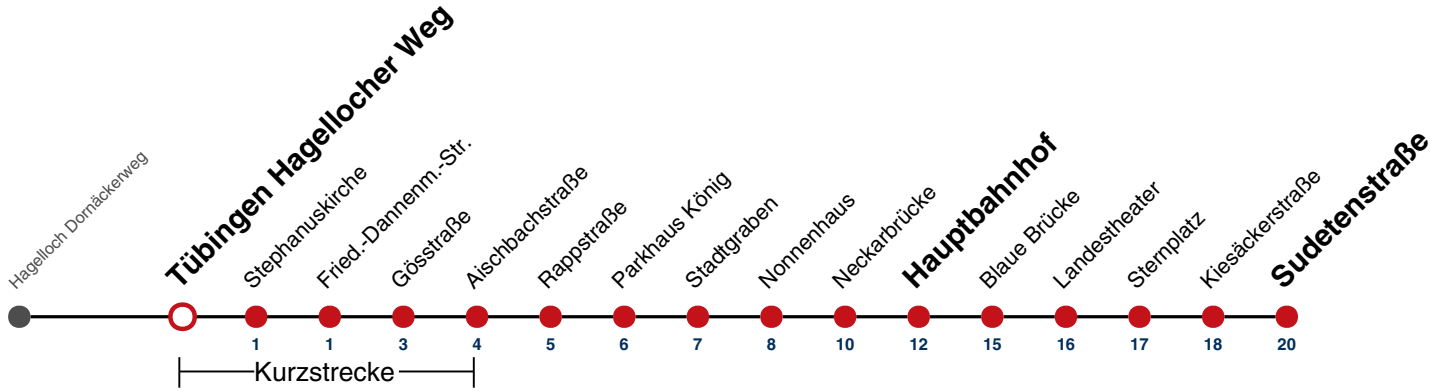 Hagelloch Dornäckerweg
Tübingen Hagellocher Weg
Stephanuskirche
Fried.-Dannenm.-Str.
Gösstraße
Aischbachstraße
Rappstraße
Parkhaus König
Stadtgraben
Nonnenhaus
Neckarbrücke
Hauptbahnhof
Blaue Brücke
Landestheater
Sternplatz
Kiesäckerstraße
Sudetenstraße
1 1 3 4 5 6 7 8 10 12 15 16 17 18 20
Kurzstrecke